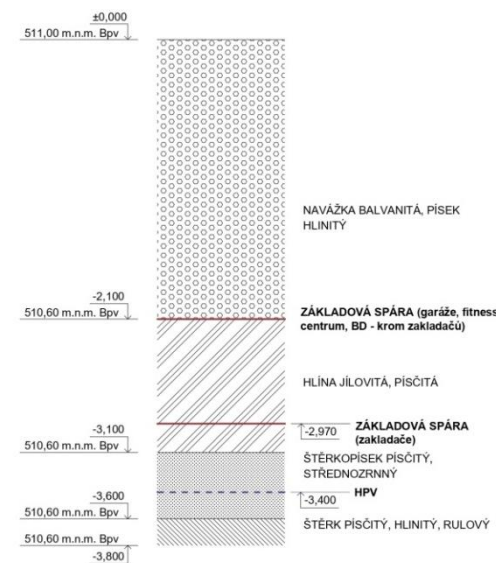 ±0,000
511,00 m.n.m. Bpv
NAVÁŽKA BALVANITÁ, PÍSEK
HLINITÝ
-2,100
510,60 m.n.m. Bpv
ZÁKLADOVÁ SPÁRA (garáže, fitness
centrum, BD - krom zakladačů)
HLÍNA JÍLOVITÁ, PÍSČITÁ
-2,970
ZÁKLADOVÁ SPÁRA
(zakladače)
-3,100
510,60 m.n.m. Bpv
ŠTĚRKOPÍSEK PÍSČITÝ,
STŘEDNOZRNNÝ
HPV
-3,400
-3,600
510,60 m.n.m. Bpv
ŠTĚRK PÍSČITÝ, HLINITÝ, RULOVÝ
510,60 m.n.m. Bpv
-3,800